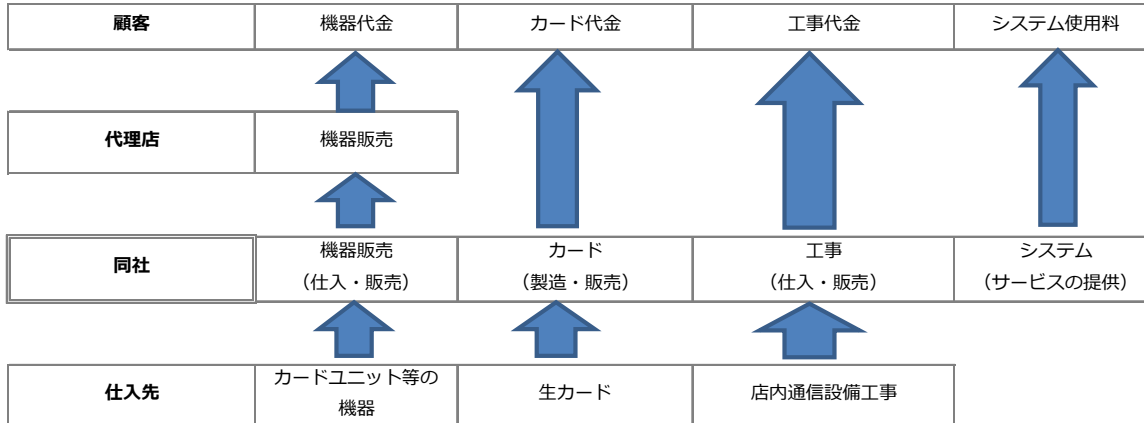 顧客
機器代金
カード代金
工事代金
システム使用料
代理店
機器販売
同社
機器販売
（仕入・販売）
カード
（製造・販売）
工事
（仕入・販売）
システム
（サービスの提供）
仕入先
カードユニット等の
機器
生カード
店内通信設備工事